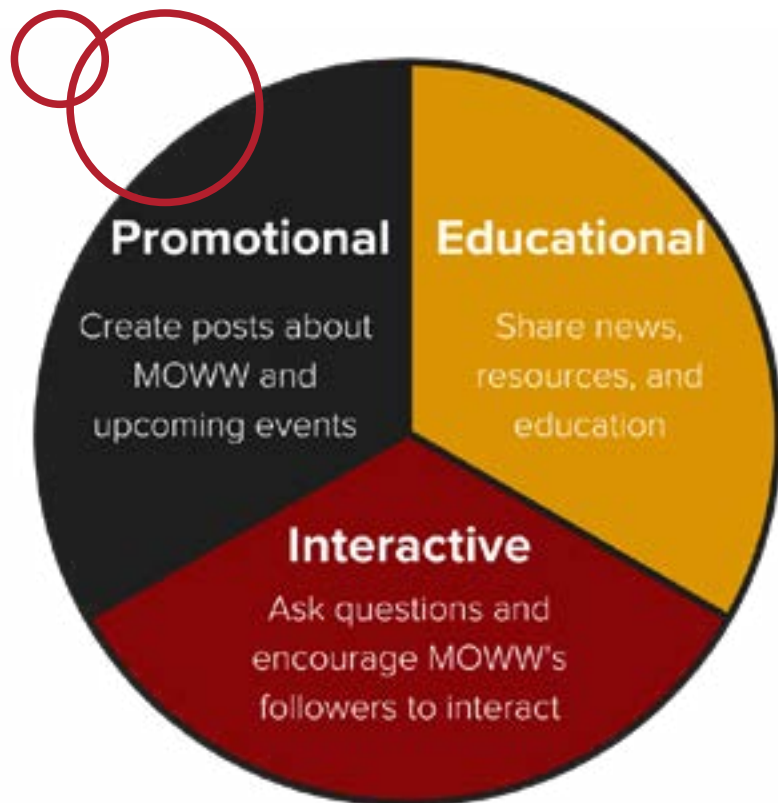 Promotional
Create posts about
MOWW and
upcoming events
Educational
Share news,
resources, and
education
Interactive
Ask questions and
encourage MOWW's
followers to interact